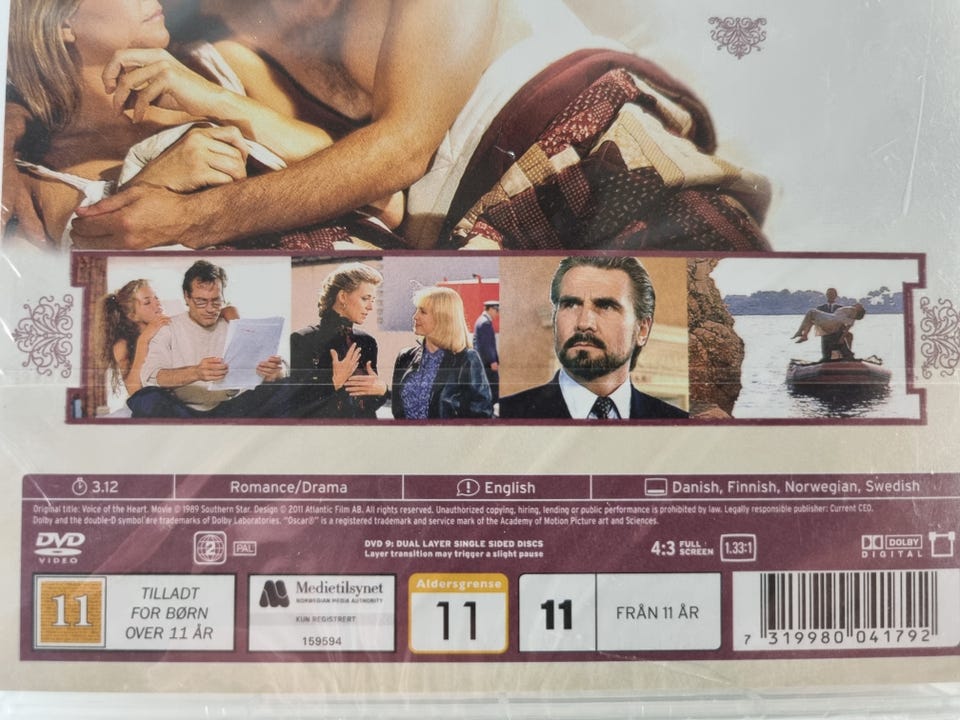 3.12
Romance/Drama
English
Danish, Finnish, Norwegian, Swedish
Original title: Voice of the Heart. Movie © 1989 Southern Star. Design © 2011 Atlantic Film AB. All rights reserved. Unauthorized copying, hiring, lending or public performance is prohibited by law. Legally responsible publisher: Current CEO.
Dolby and the double-D symbol are trademarks of Dolby Laboratories. "Oscar®" is a registered trademark and service mark of the Academy of Motion Picture art and Sciences.
DVD
VIDEO
2
PAL
DVD 9: DUAL LAYER SINGLE SIDED DISCS
Layer transition may trigger a slight pause
4:3 FULL SCREEN
1.33:1
DOLBY
DIGITAL
11
TILLADT
FOR BØRN
OVER 11 ÅR
Medietilsynet
NORWEGIAN MEDIA AUTHORITY
KUN REGISTRERT
159594
Aldersgrense
11
11
FRÅN 11 ÅR
7 319980 041792